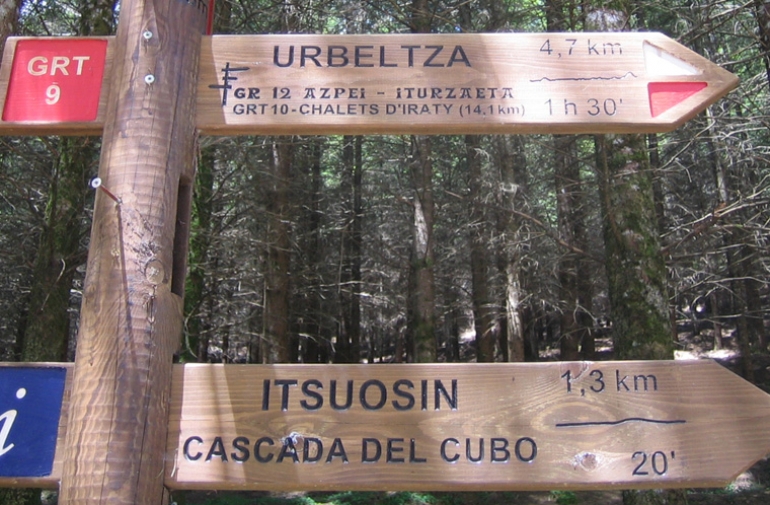 GRT
9
URBELTZA
4,7 km
GR 12 AZPEI - ITURZAETA
GRT10-CHALETS D'IRATY (14.1km)
1 h 30'
i
ITSUOSIN
1,3 km
CASCADA DEL CUBO
20'